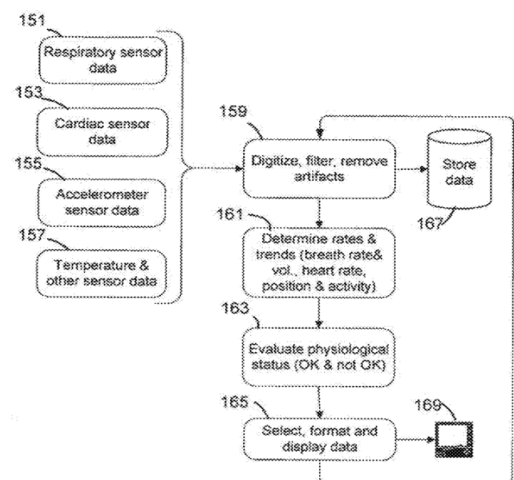 151
Respiratory sensor
data
153
Cardiac sensor
data
155
Accelerometer
sensor data
157
Temperature &
other sensor data
159
Digitize, filter, remove
artifacts
Store
data
167
161
Determine rates &
trends (breath rate&
vol., heart rate,
position & activity)
163
Evaluate physiological
status (OK & not OK)
165
Select, format and
display data
169